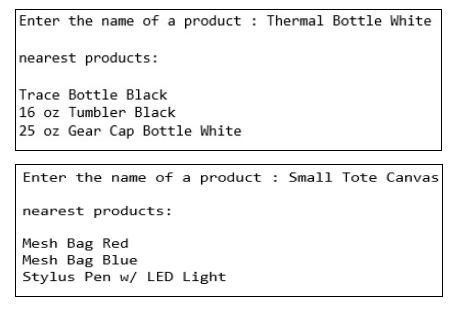 Enter the name of a product : Thermal Bottle White
nearest products:
Trace Bottle Black
16 oz Tumbler Black
25 oz Gear Cap Bottle White
Enter the name of a product : Small Tote Canvas
nearest products:
Mesh Bag Red
Mesh Bag Blue
Stylus Pen w/ LED Light